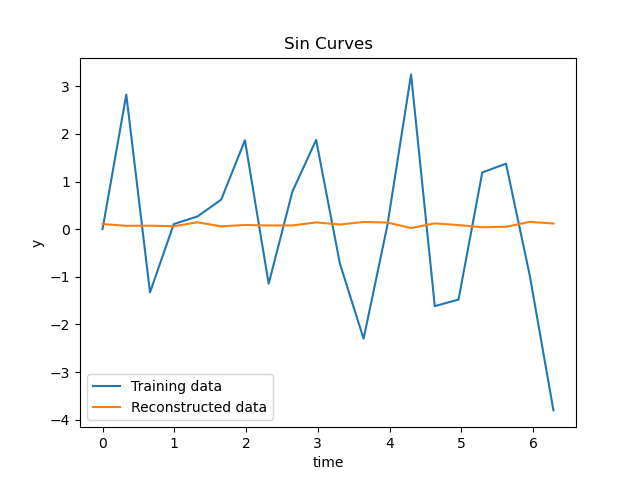 Sin Curves
y
3
2
1
0
−1
−2
−3
−4
Training data
Reconstructed data
0 1 2 3 4 5 6
time